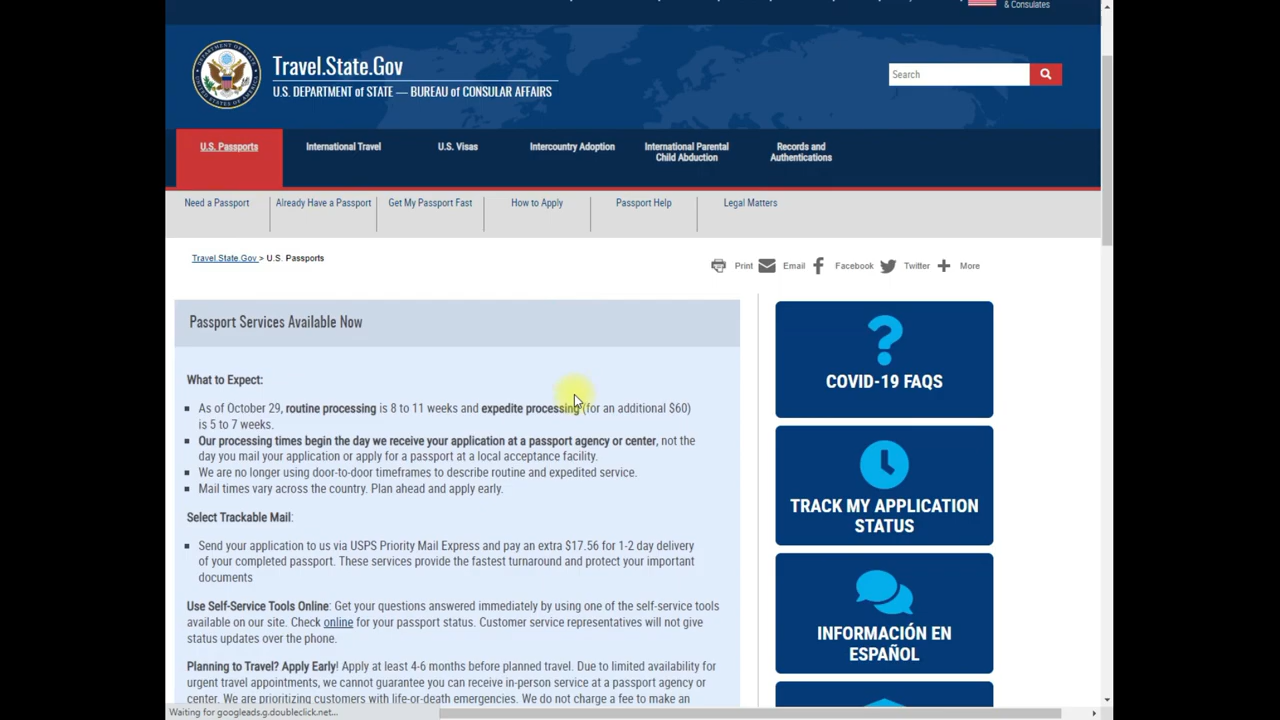 & Consulates
Travel.State.Gov
U.S. DEPARTMENT of STATE — BUREAU of CONSULAR AFFAIRS
Search
U.S. Passports
International Travel
U.S. Visas
Intercountry Adoption
International Parental
Child Abduction
Records and
Authentications
Need a Passport
Already Have a Passport
Get My Passport Fast
How to Apply
Passport Help
Legal Matters
Travel.State.Gov > U.S. Passports
Print
Email
Facebook
Twitter
More
Passport Services Available Now
What to Expect:
As of October 29, routine processing is 8 to 11 weeks and expedite processing (for an additional $60)
is 5 to 7 weeks.
Our processing times begin the day we receive your application at a passport agency or center, not the
day you mail your application or apply for a passport at a local acceptance facility.
We are no longer using door-to-door timeframes to describe routine and expedited service.
Mail times vary across the country. Plan ahead and apply early.
Select Trackable Mail:
Send your application to us via USPS Priority Mail Express and pay an extra $17.56 for 1-2 day delivery
of your completed passport. These services provide the fastest turnaround and protect your important
documents
Use Self-Service Tools Online: Get your questions answered immediately by using one of the self-service tools
available on our site. Check online for your passport status. Customer service representatives will not give
status updates over the phone.
Planning to Travel? Apply Early! Apply at least 4-6 months before planned travel. Due to limited availability for
urgent travel appointments, we cannot guarantee you can receive in-person service at a passport agency or
center. We are prioritizing customers with life-or-death emergencies. We do not charge a fee to make an
COVID-19 FAQS
TRACK MY APPLICATION
STATUS
INFORMACIÓN EN
ESPAÑOL
Waiting for googleads.g.doubleclick.net...